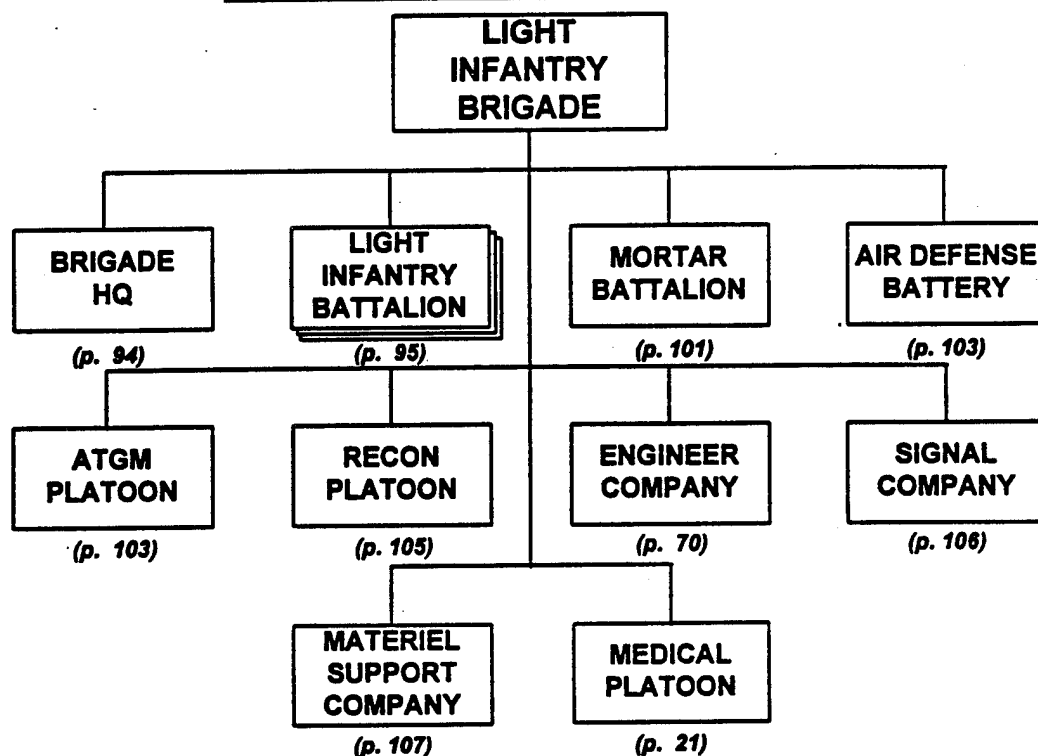 LIGHT
INFANTRY
BRIGADE
BRIGADE
HQ
LIGHT
INFANTRY
BATTALION
MORTAR
BATTALION
AIR DEFENSE
BATTERY
(p. 94)
(p. 95)
(p. 101)
(p. 103)
ATGM
PLATOON
RECON
PLATOON
ENGINEER
COMPANY
SIGNAL
COMPANY
(p. 103)
(p. 105)
(p. 70)
(p. 106)
MATERIEL
SUPPORT
COMPANY
MEDICAL
PLATOON
(p. 107)
(p. 21)